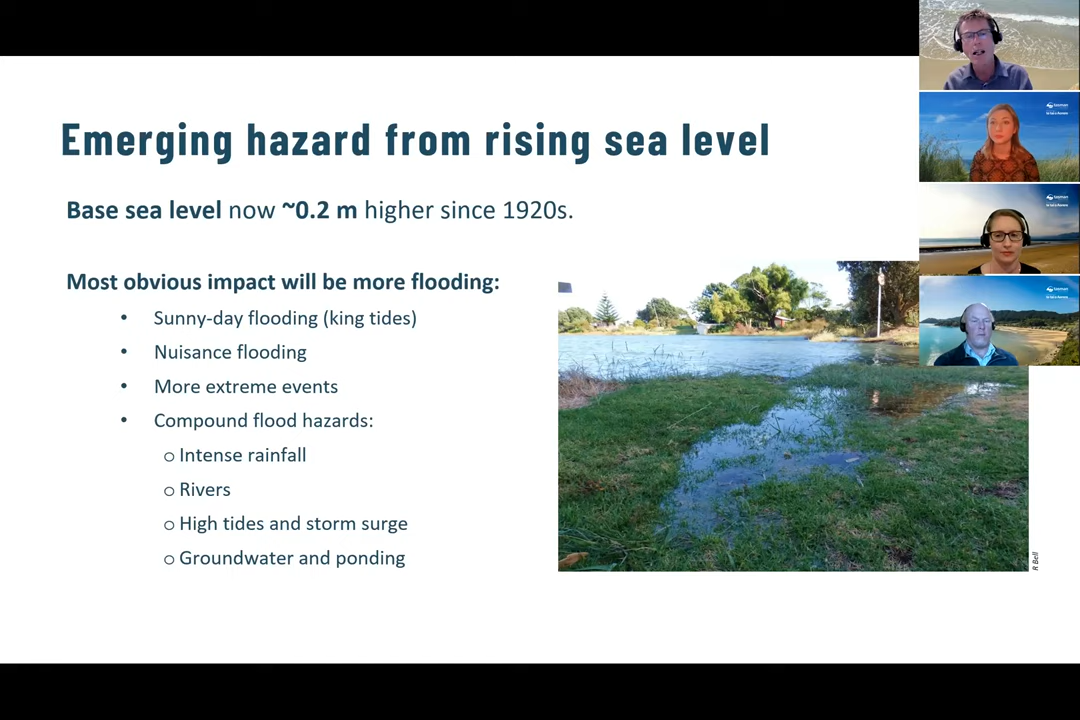 Emerging hazard from rising sea level
Base sea level now ~0.2 m higher since 1920s.
Most obvious impact will be more flooding:
• Sunny-day flooding (king tides)
• Nuisance flooding
• More extreme events
• Compound flood hazards:
o Intense rainfall
o Rivers
o High tides and storm surge
o Groundwater and ponding
R Bell